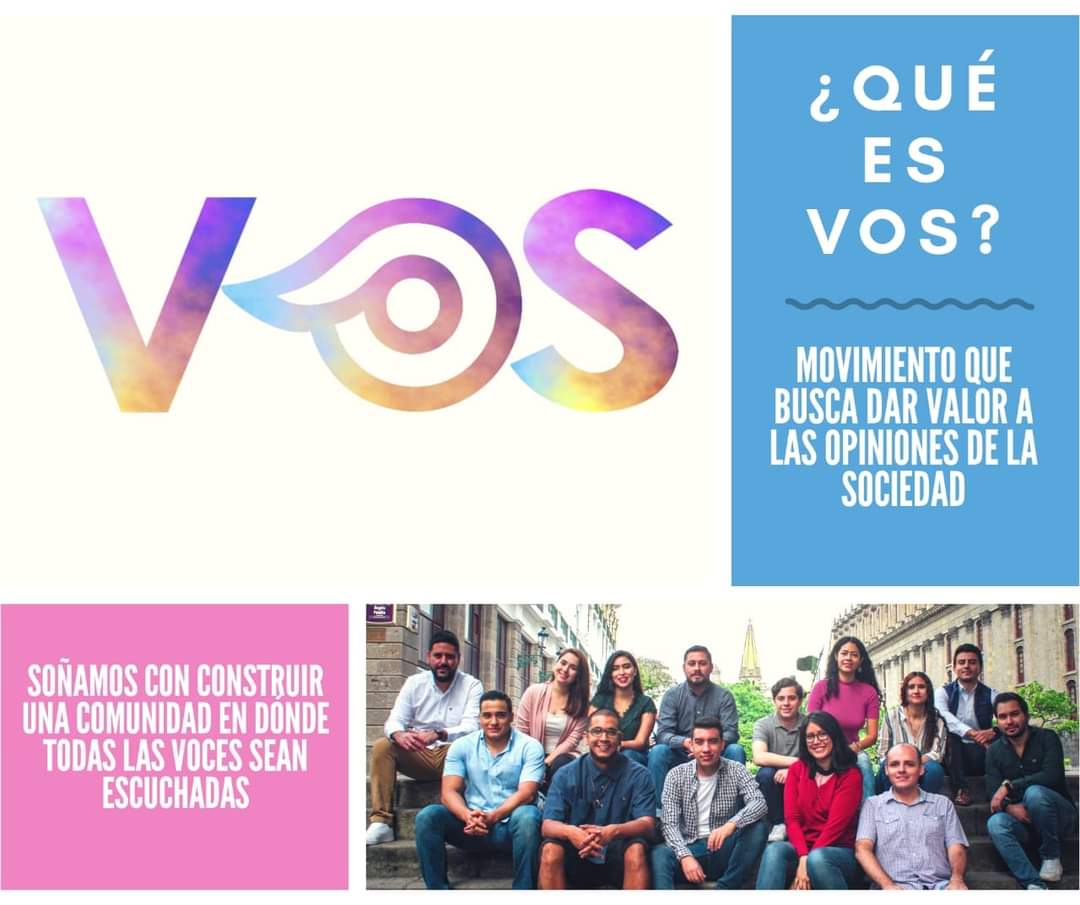 VOS
¿QUÉ
ES
VOS?
MOVIMIENTO QUE
BUSCA DAR VALOR A
LAS OPINIONES DE LA
SOCIEDAD
SOÑAMOS CON CONSTRUIR
UNA COMUNIDAD EN DÓNDE
TODAS LAS VOCES SEAN
ESCUCHADAS